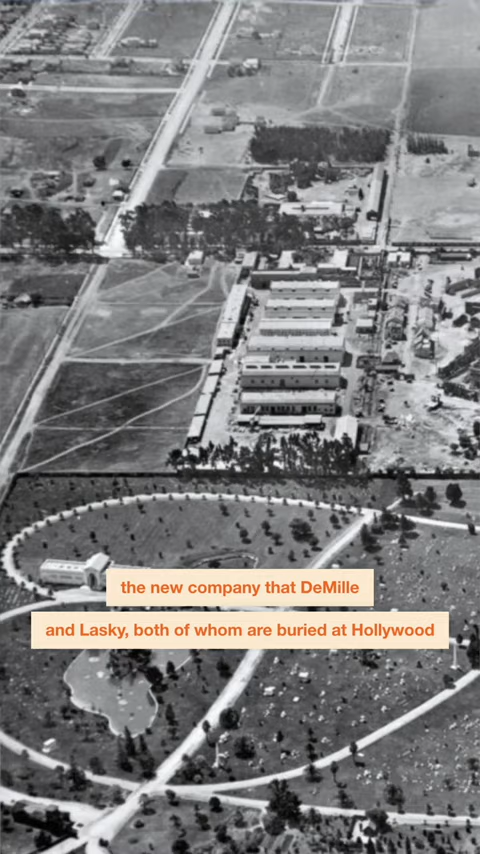 the new company that DeMille
and Lasky, both of whom are buried at Hollywood